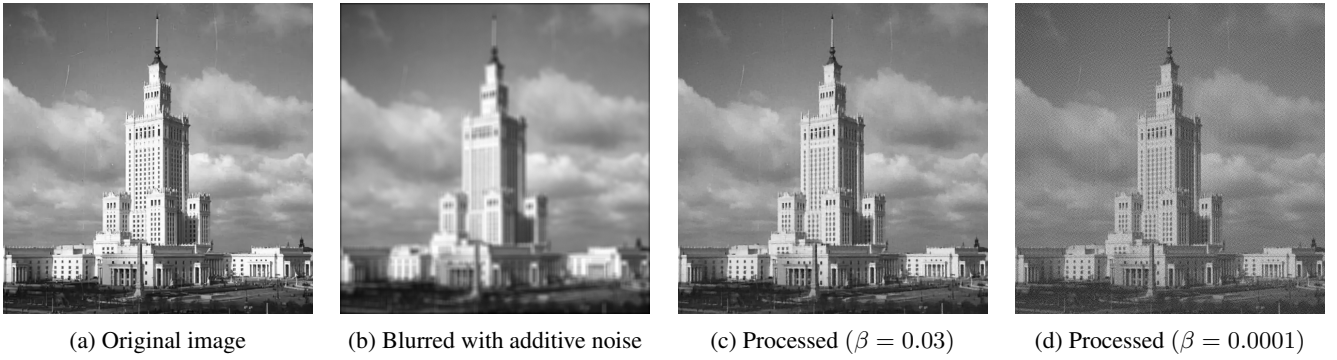 (a) Original image
(b) Blurred with additive noise
(c) Processed (β = 0.03)
(d) Processed (β = 0.0001)